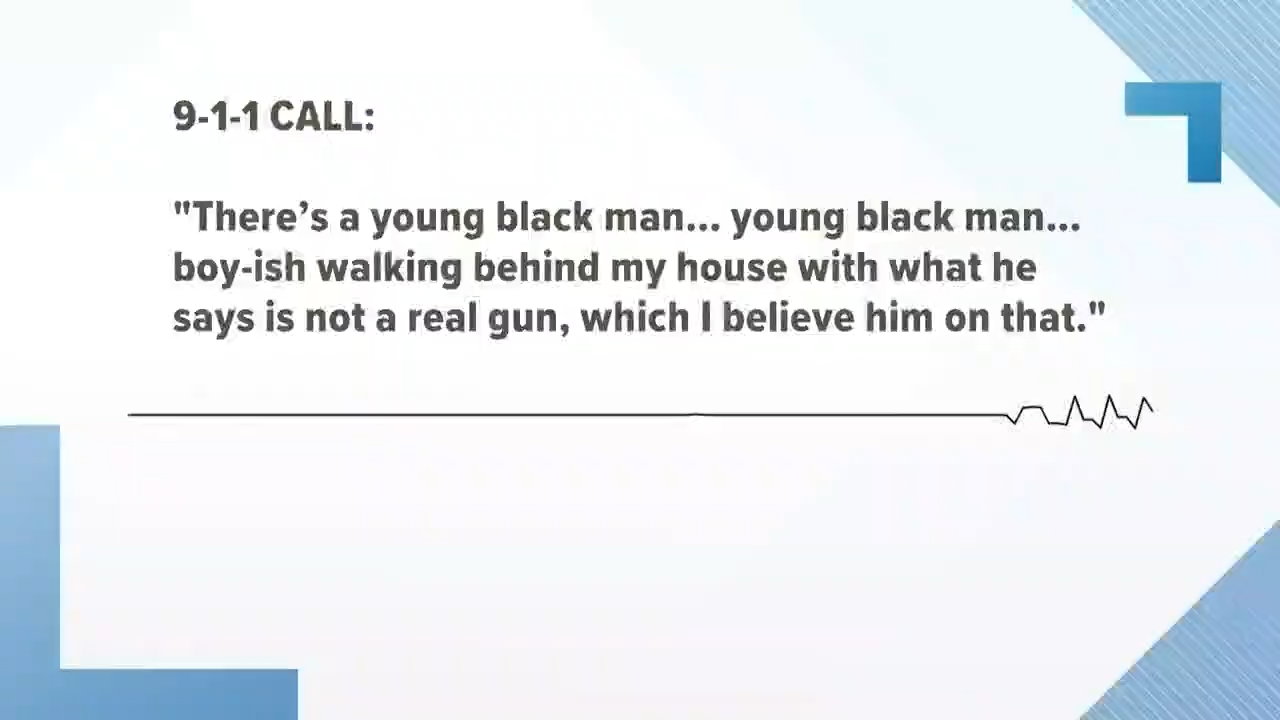 9-1-1 CALL:
"There’s a young black man... young black man...
boy-ish walking behind my house with what he
says is not a real gun, which I believe him on that."